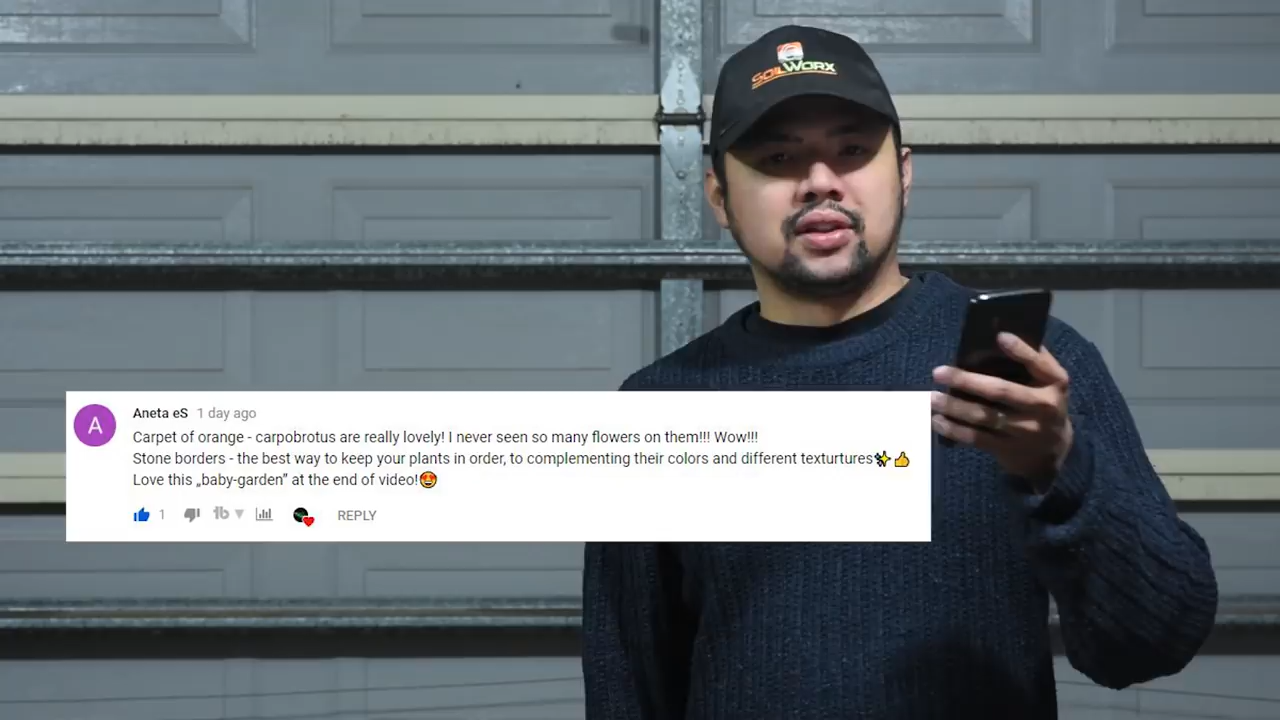 SOILWORX
A
Aneta eS 1 day ago
Carpet of orange - carpobrotus are really lovely! I never seen so many flowers on them!!! Wow!!!
Stone borders - the best way to keep your plants in order, to complementing their colors and different texturtures✨👍
Love this „baby-garden” at the end of video!🤩
1 tb REPLY